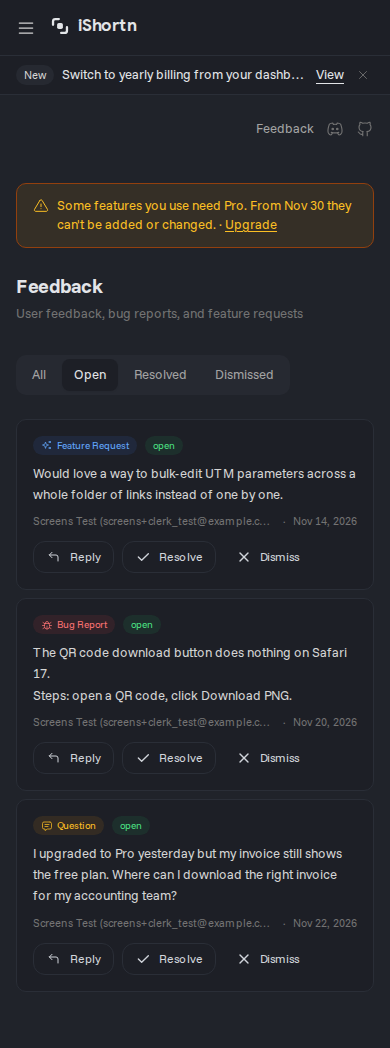 iShortn
New Switch to yearly billing from your dashb... View
Feedback
Some features you use need Pro. From Nov 30 they
can't be added or changed. · Upgrade
Feedback
User feedback, bug reports, and feature requests
All Open Resolved Dismissed
Feature Request open
Would love a way to bulk-edit UTM parameters across a
whole folder of links instead of one by one.
Screens Test (screens+clerk_test@example.c... · Nov 14, 2026
Reply Resolve Dismiss
Bug Report open
The QR code download button does nothing on Safari
17.
Steps: open a QR code, click Download PNG.
Screens Test (screens+clerk_test@example.c... · Nov 20, 2026
Reply Resolve Dismiss
Question open
I upgraded to Pro yesterday but my invoice still shows
the free plan. Where can I download the right invoice
for my accounting team?
Screens Test (screens+clerk_test@example.c... · Nov 22, 2026
Reply Resolve Dismiss